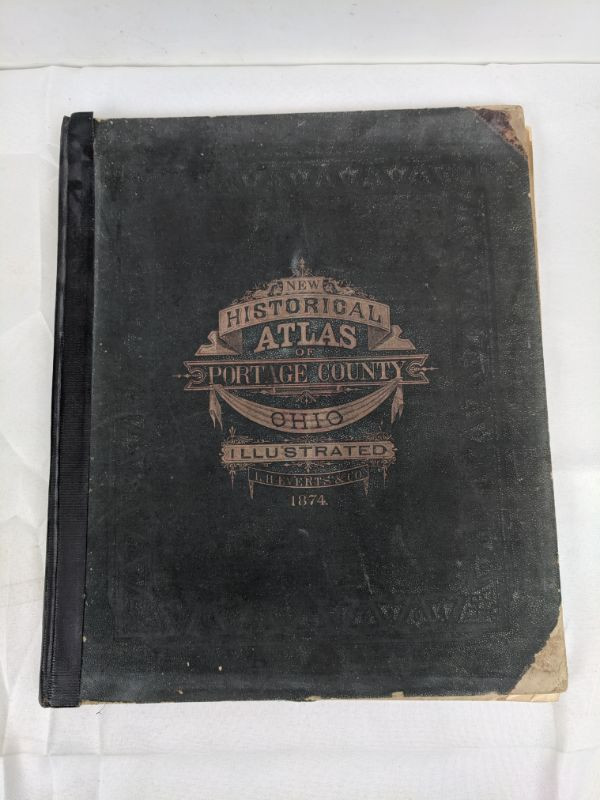 NEW
HISTORICAL
ATLAS
OF
PORTAGE COUNTY
OHIO
ILLUSTRATED
L.H. EVERTS & CO.
1874.